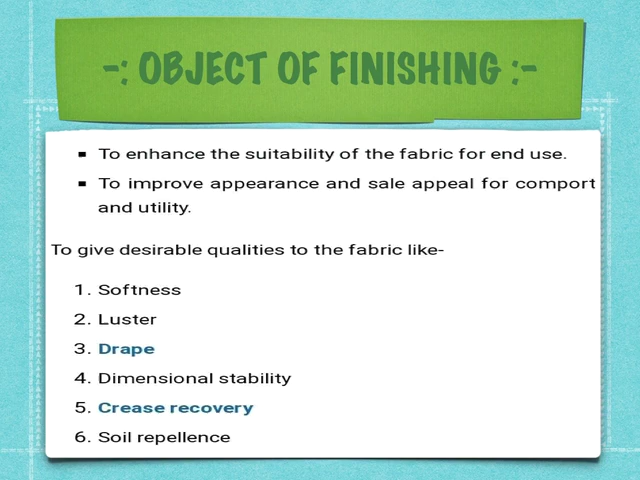 -: OBJECT OF FINISHING :-
▪ To enhance the suitability of the fabric for end use.
▪ To improve appearance and sale appeal for comport
and utility.
To give desirable qualities to the fabric like-
1. Softness
2. Luster
3. Drape
4. Dimensional stability
5. Crease recovery
6. Soil repellence